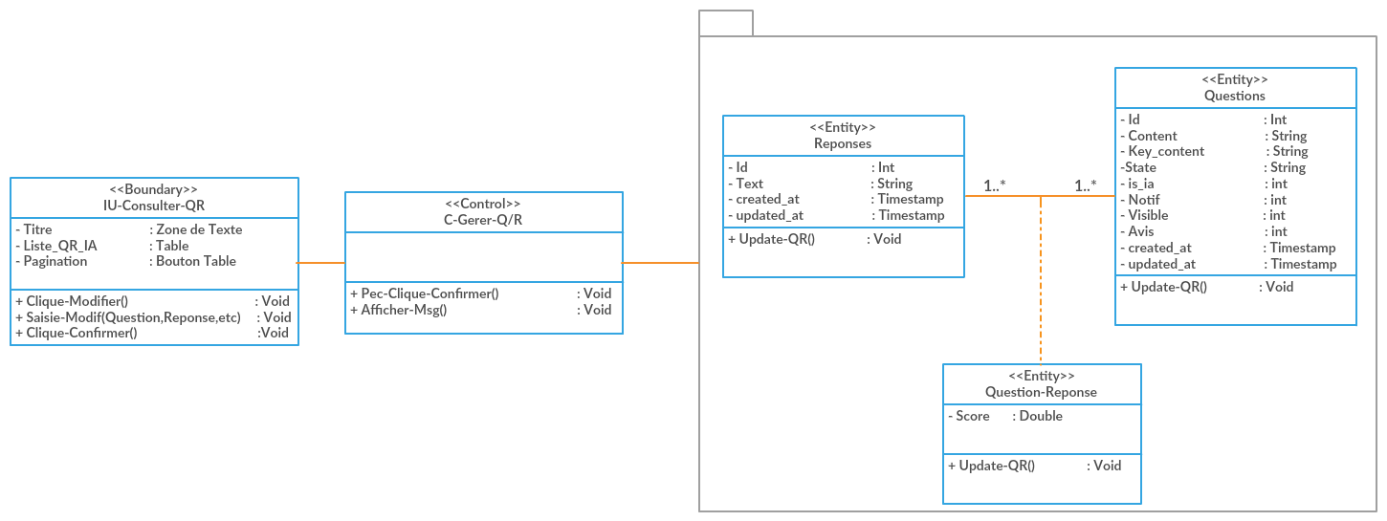 <<Boundary>>
IU-Consulter-QR
- Titre : Zone de Texte
- Liste_QR_IA : Table
- Pagination : Bouton Table
+ Clique-Modifier() : Void
+ Saisie-Modif(Question,Reponse,etc) : Void
+ Clique-Confirmer() :Void
<<Control>>
C-Gerer-Q/R
+ Pec-Clique-Confirmer() : Void
+ Afficher-Msg() : Void
<<Entity>>
Reponses
- Id : Int
- Text : String
- created_at : Timestamp
- updated_at : Timestamp
+ Update-QR() : Void
1..* 1..*
<<Entity>>
Questions
- Id : Int
- Content : String
- Key_content : String
-State : String
- is_ia : int
- Notif : int
- Visible : int
- Avis : int
- created_at : Timestamp
- updated_at : Timestamp
+ Update-QR() : Void
<<Entity>>
Question-Reponse
- Score : Double
+ Update-QR() : Void